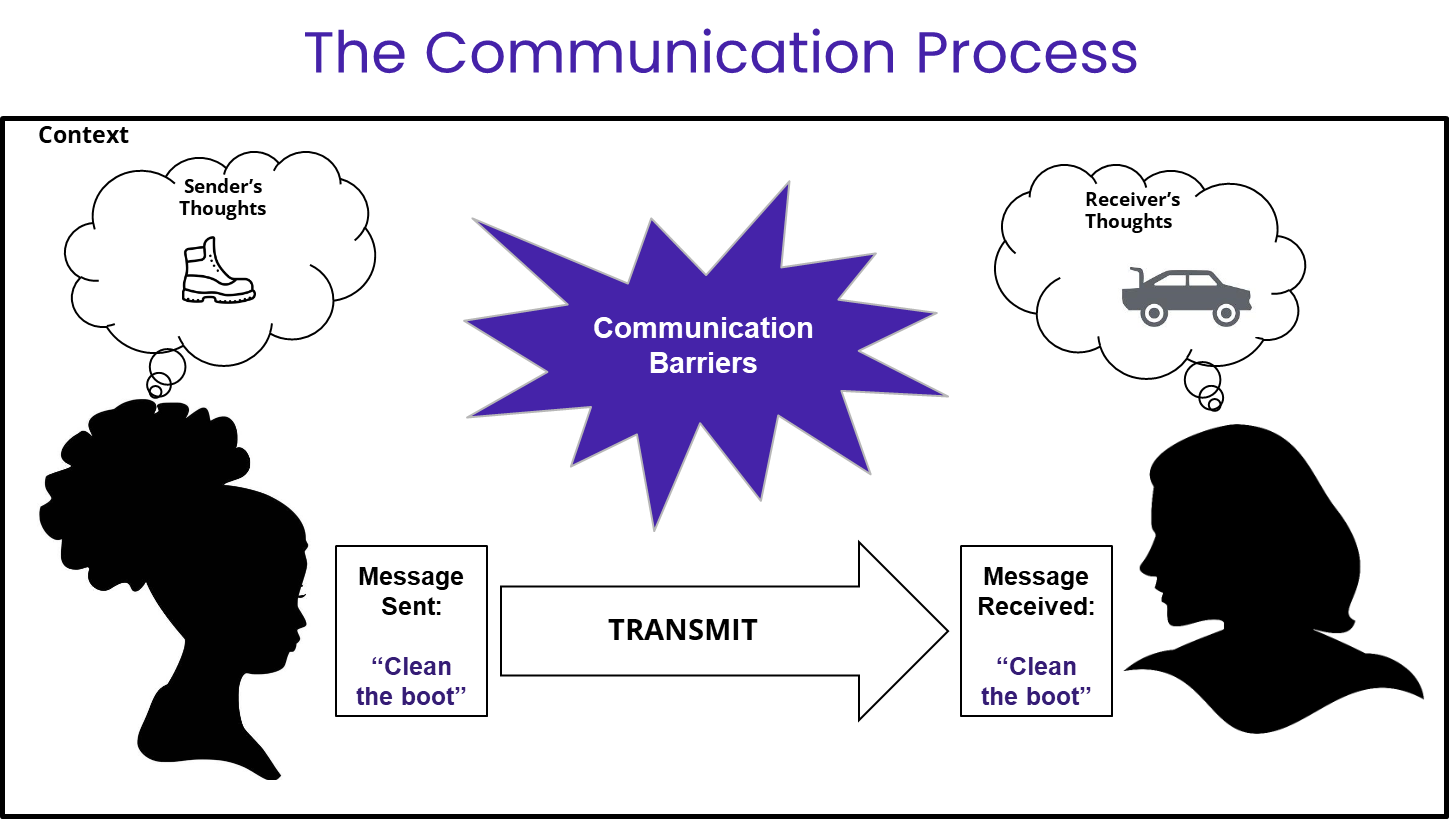 The Communication Process
Context
Sender’s
Thoughts
Receiver’s
Thoughts
Communication
Barriers
Message
Sent:
“Clean
the boot”
TRANSMIT
Message
Received:
“Clean
the boot”